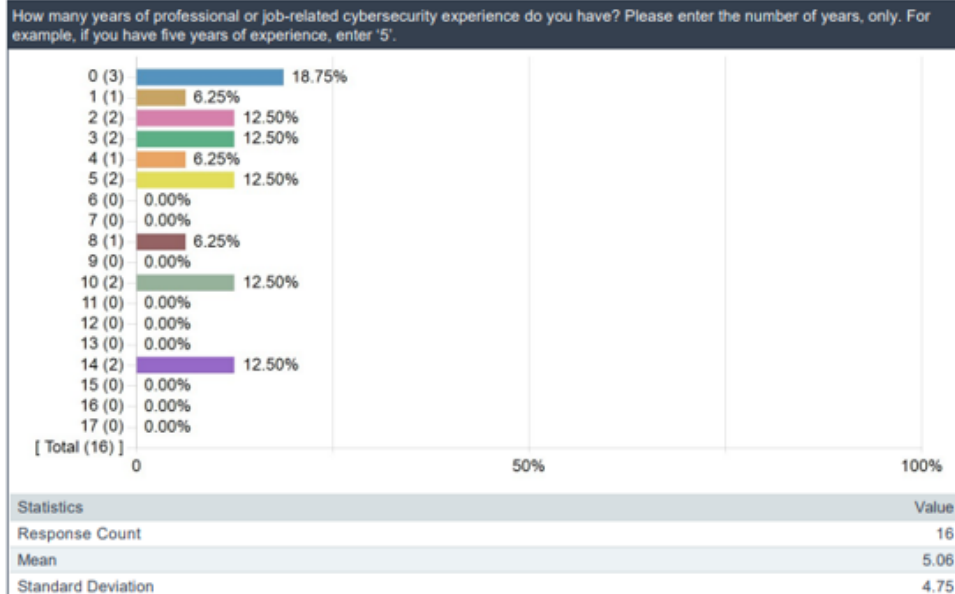 How many years of professional or job-related cybersecurity experience do you have? Please enter the number of years, only. For
example, if you have five years of experience, enter ‘5’.
0 (3) 18.75%
1 (1) 6.25%
2 (2) 12.50%
3 (2) 12.50%
4 (1) 6.25%
5 (2) 12.50%
6 (0) 0.00%
7 (0) 0.00%
8 (1) 6.25%
9 (0) 0.00%
10 (2) 12.50%
11 (0) 0.00%
12 (0) 0.00%
13 (0) 0.00%
14 (2) 12.50%
15 (0) 0.00%
16 (0) 0.00%
17 (0) 0.00%
[ Total (16) ]
0 50% 100%
Statistics Value
Response Count 16
Mean 5.06
Standard Deviation 4.75